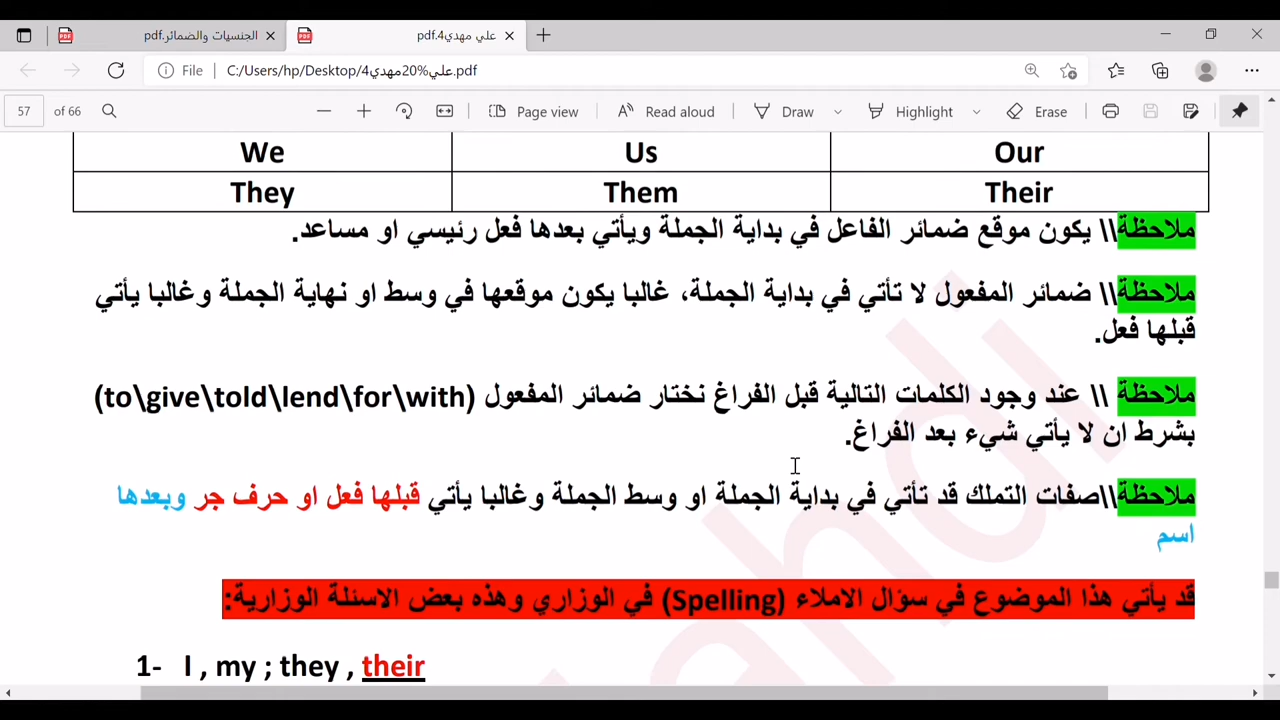 الجنسيات والضمائر.pdf
علي مهدي4.pdf
File C:/Users/hp/Desktop/علي%20مهدي4.pdf
57 of 66 Page view Read aloud Draw Highlight Erase
We Us Our
They Them Their
ملاحظة\\ يكون موقع ضمائر الفاعل في بداية الجملة ويأتي بعدها فعل رئيسي او مساعد.
ملاحظة\\ ضمائر المفعول لا تأتي في بداية الجملة، غالبا يكون موقعها في وسط او نهاية الجملة وغالبا يأتي
قبلها فعل.
ملاحظة \\ عند وجود الكلمات التالية قبل الفراغ نختار ضمائر المفعول (to\give\told\lend\for\with)
بشرط ان لا يأتي شيء بعد الفراغ.
ملاحظة\\صفات التملك قد تأتي في بداية الجملة او وسط الجملة وغالبا يأتي قبلها فعل او حرف جر وبعدها
اسم
قد يأتي هذا الموضوع في سؤال الاملاء (Spelling) في الوزاري وهذه بعض الاسئلة الوزارية:
1- I , my ; they , their